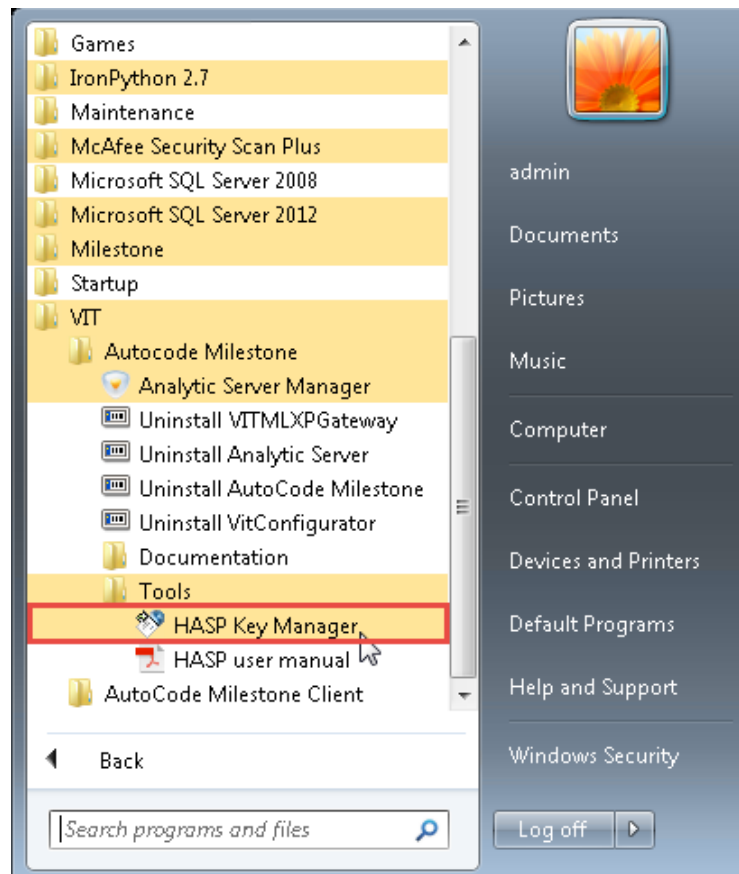 Games
IronPython 2.7
Maintenance
McAfee Security Scan Plus
Microsoft SQL Server 2008
Microsoft SQL Server 2012
Milestone
Startup
VIT
Autocode Milestone
Analytic Server Manager
Uninstall VITMLXPGateway
Uninstall Analytic Server
Uninstall AutoCode Milestone
Uninstall VitConfigurator
Documentation
Tools
HASP Key Manager
HASP user manual
AutoCode Milestone Client
Back
Search programs and files
admin
Documents
Pictures
Music
Computer
Control Panel
Devices and Printers
Default Programs
Help and Support
Windows Security
Log off